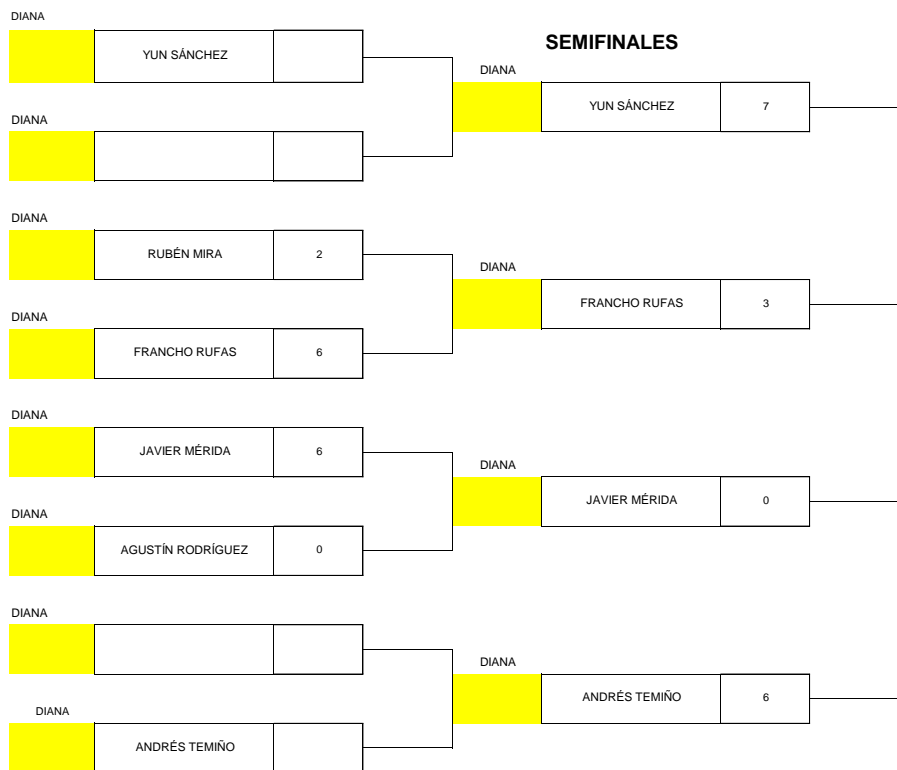 DIANA
YUN SÁNCHEZ
SEMIFINALES
DIANA
YUN SÁNCHEZ 7
DIANA
DIANA
RUBÉN MIRA 2
DIANA
FRANCHO RUFAS 3
DIANA
FRANCHO RUFAS 6
DIANA
JAVIER MÉRIDA 6
DIANA
JAVIER MÉRIDA 0
DIANA
AGUSTÍN RODRÍGUEZ 0
DIANA
DIANA
ANDRÉS TEMIÑO 6
DIANA
ANDRÉS TEMIÑO